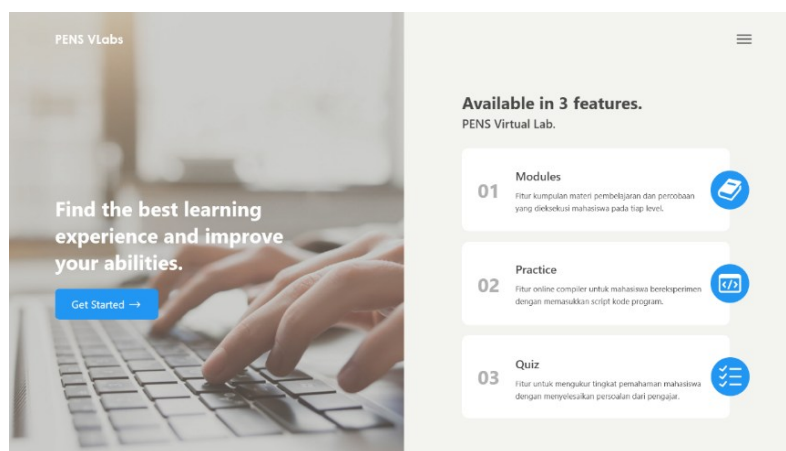 PENS VLabs
Find the best learning
experience and improve
your abilities.
Get Started →
Available in 3 features.
PENS Virtual Lab.
01
Modules
Fitur kumpulan materi pembelajaran dan percobaan
yang dieksekusi mahasiswa pada tiap level.
02
Practice
Fitur online compiler untuk mahasiswa bereksperimen
dengan memasukkan script kode program.
03
Quiz
Fitur untuk mengukur tingkat pemahaman mahasiswa
dengan menyelesaikan persoalan dari pengajar.